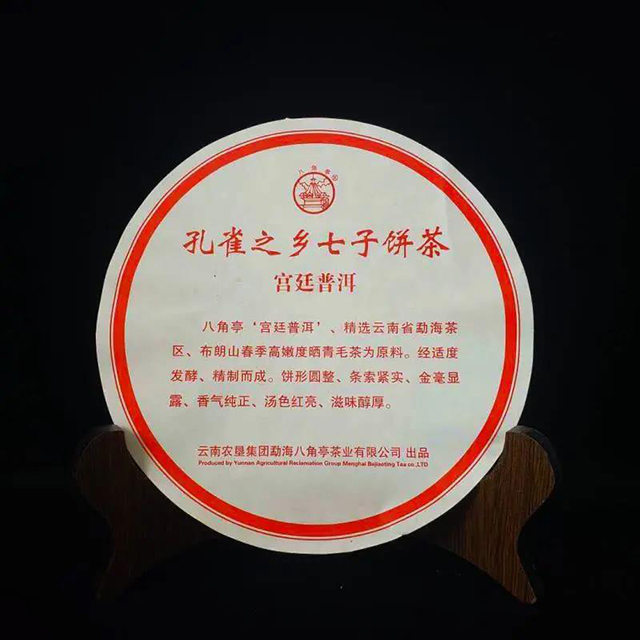 八角亭
孔雀之乡七子饼茶
宫廷普洱
八角亭‘宫廷普洱’、精选云南省勐海茶
区、布朗山春季高嫩度晒青毛茶为原料。经适度
发酵、精制而成。饼形圆整、条索紧实、金毫显
露、香气纯正、汤色红亮、滋味醇厚。
云南农垦集团勐海八角亭茶业有限公司 出品
Produced by Yunnan Agricultural Reclamation Group Menghai Bejiaoting Tea co.,LTD